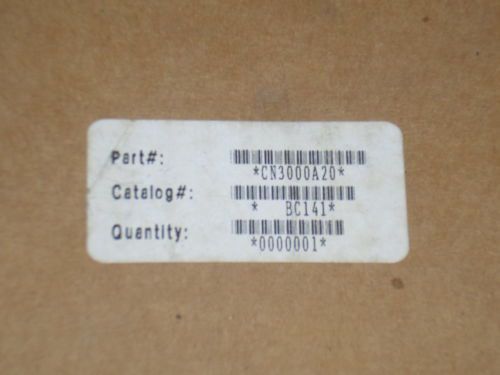 Part#:
*CN3000A20*
Catalog#:
*   BC141*
Quantity:
*0000001*